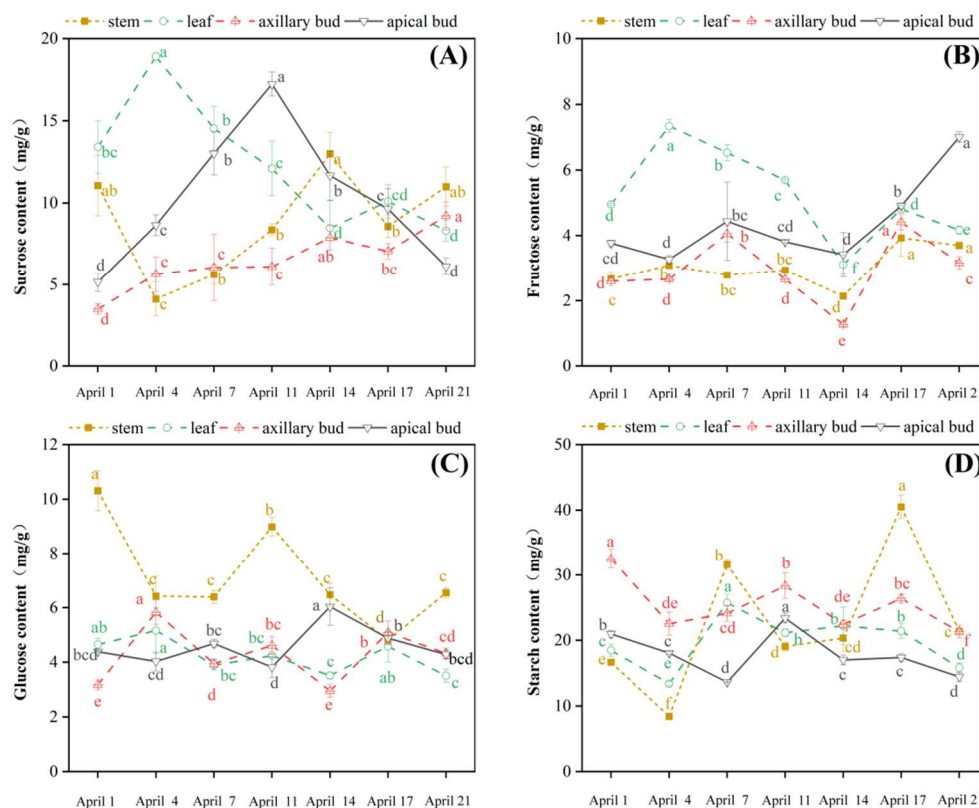 stem leaf axillary bud apical bud
(A)
Sucrose content（mg/g）
20
15
10
5
0
bc
ab
d
d
a
c
c
c
b
b
c
b
a
c
b
c
a
b
d
ab
c
cd
b
bc
ab
a
d
d
April 1 April 4 April 7 April 11 April 14 April 17 April 21
stem leaf axillary bud apical bud
(B)
Fructose content（mg/g）
8
6
4
2
0
d
cd
d
c
a
d
b
d
b
bc
b
bc
c
cd
bc
d
d
f
e
b
d
a
a
a
e
a
c
April 1 April 4 April 7 April 11 April 14 April 17 April 2
stem leaf axillary bud apical bud
(C)
Glucose content（mg/g）
12
10
8
6
4
2
0
a
ab
bcd
e
c
a
a
d
c
bc
bc
d
b
bc
bc
d
c
a
c
e
d
b
b
ab
c
cd
bcd
c
April 1 April 4 April 7 April 11 April 14 April 17 April 21
stem leaf axillary bud apical bud
(D)
Starch content（mg/g）
50
40
30
20
10
0
a
b
c
e
de
c
e
f
b
a
cd
d
b
a
b
d
de
b
cd
c
a
bc
b
c
c
f
d
d
April 1 April 4 April 7 April 11 April 14 April 17 April 2